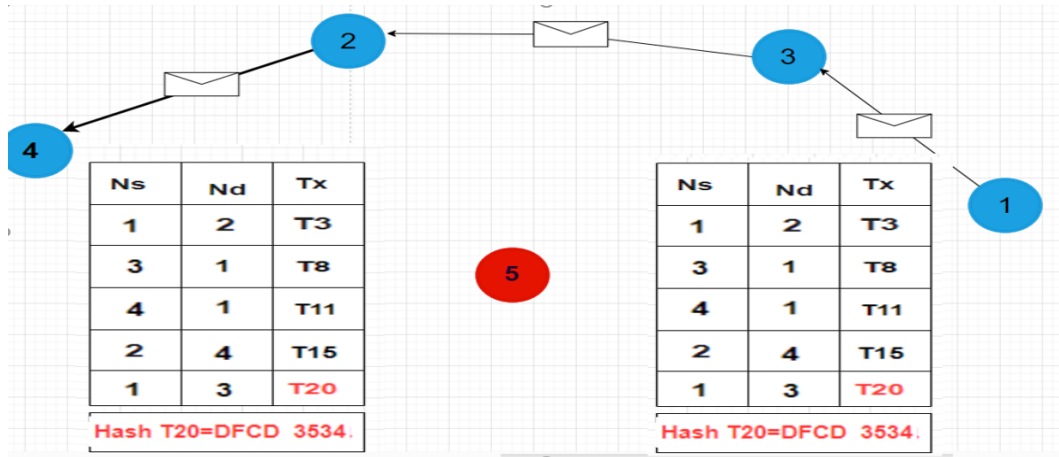 2
3
4
1
5
Ns Nd Tx
1 2 T3
3 1 T8
4 1 T11
2 4 T15
1 3 T20
Hash T20=DFCD 3534.
Ns Nd Tx
1 2 T3
3 1 T8
4 1 T11
2 4 T15
1 3 T20
Hash T20=DFCD 3534.